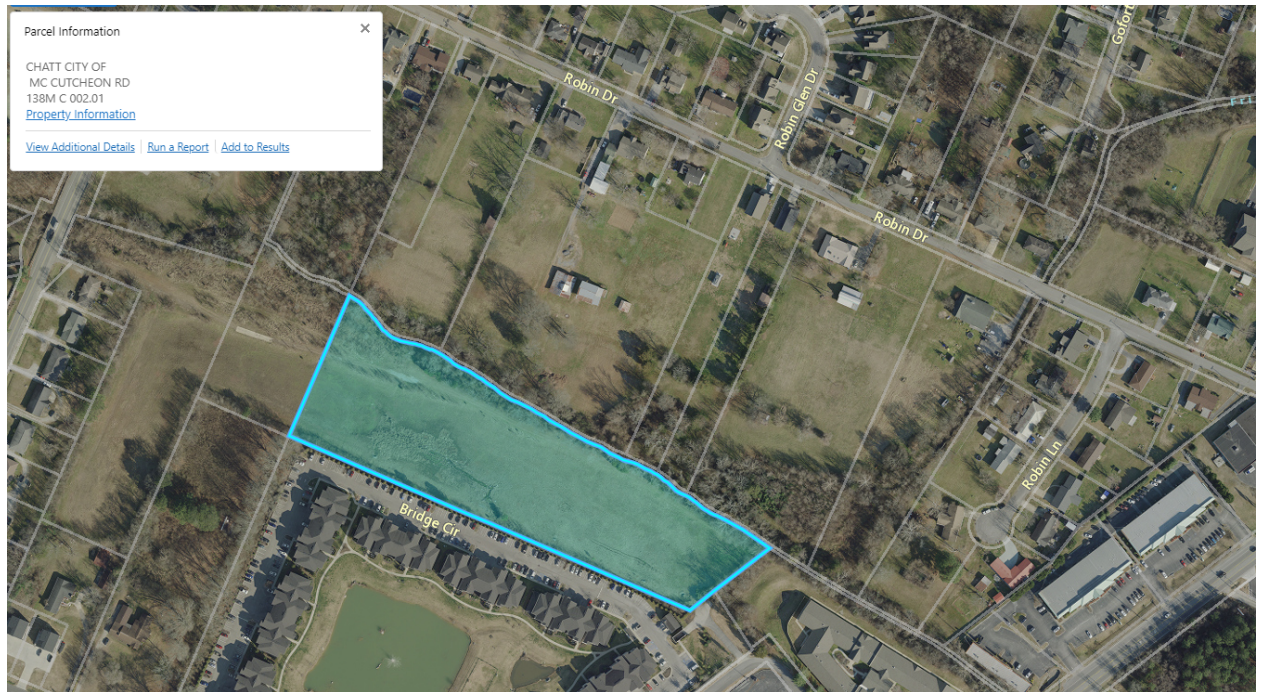 Parcel Information
CHATT CITY OF
MC CUTCHEON RD
138M C 002.01
Property Information
View Additional Details
Run a Report
Add to Results
Robin Dr
Robin Glen Dr
Gofort
Robin Dr
Robin Ln
Bridge Cir